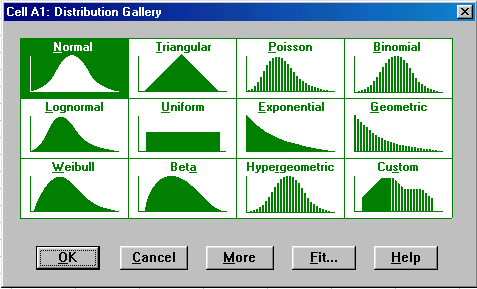 Cell A1: Distribution Gallery
Normal Triangular Poisson Binomial
Lognormal Uniform Exponential Geometric
Weibull Beta Hypergeometric Custom
OK Cancel More Fit... Help